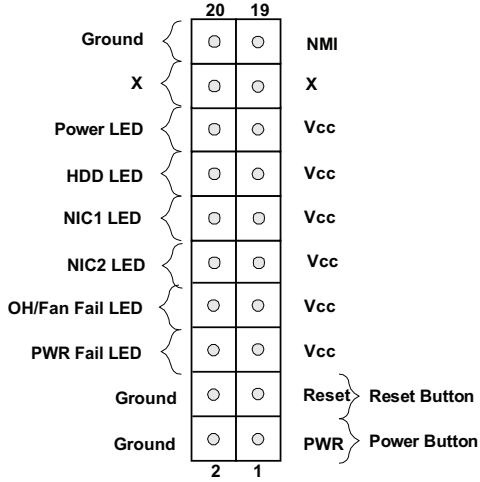 20 19
Ground NMI
X X
Power LED Vcc
HDD LED Vcc
NIC1 LED Vcc
NIC2 LED Vcc
OH/Fan Fail LED Vcc
PWR Fail LED Vcc
Ground Reset Reset Button
Ground PWR Power Button
2 1